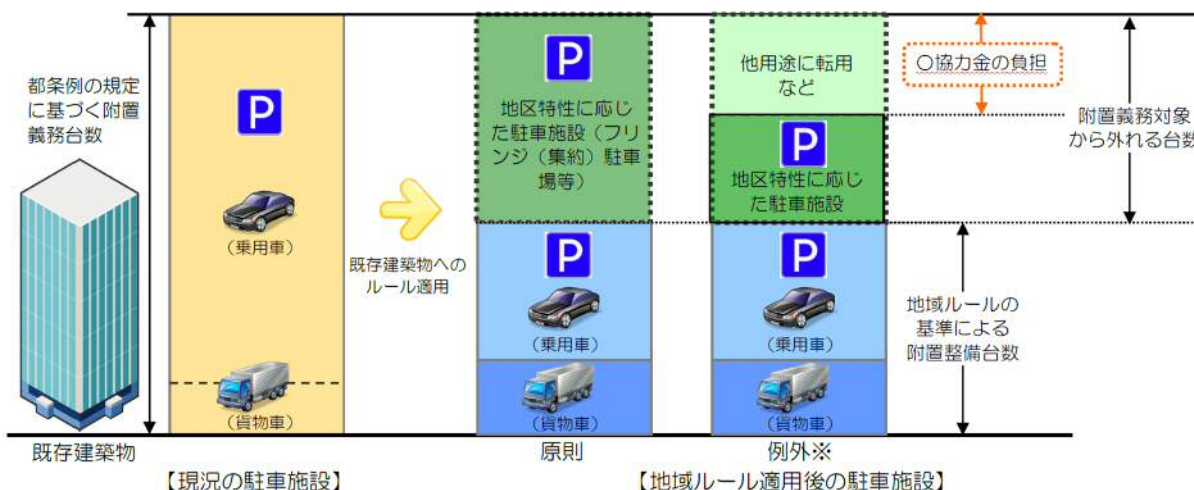 都条例の規定
に基づく附置
義務台数
既存建築物
P
（乗用車）
（貨物車）
【現況の駐車施設】
既存建築物への
ルール適用
P
地区特性に応じ
た駐車施設（フリ
ンジ（集約）駐車
場等）
P
（乗用車）
（貨物車）
原則
他用途に転用
など
P
地区特性に応じ
た駐車施設
P
（乗用車）
（貨物車）
例外※
【地域ルール適用後の駐車施設】
〇協力金の負担
附置義務対象
から外れる台数
地域ルールの
基準による
附置整備台数